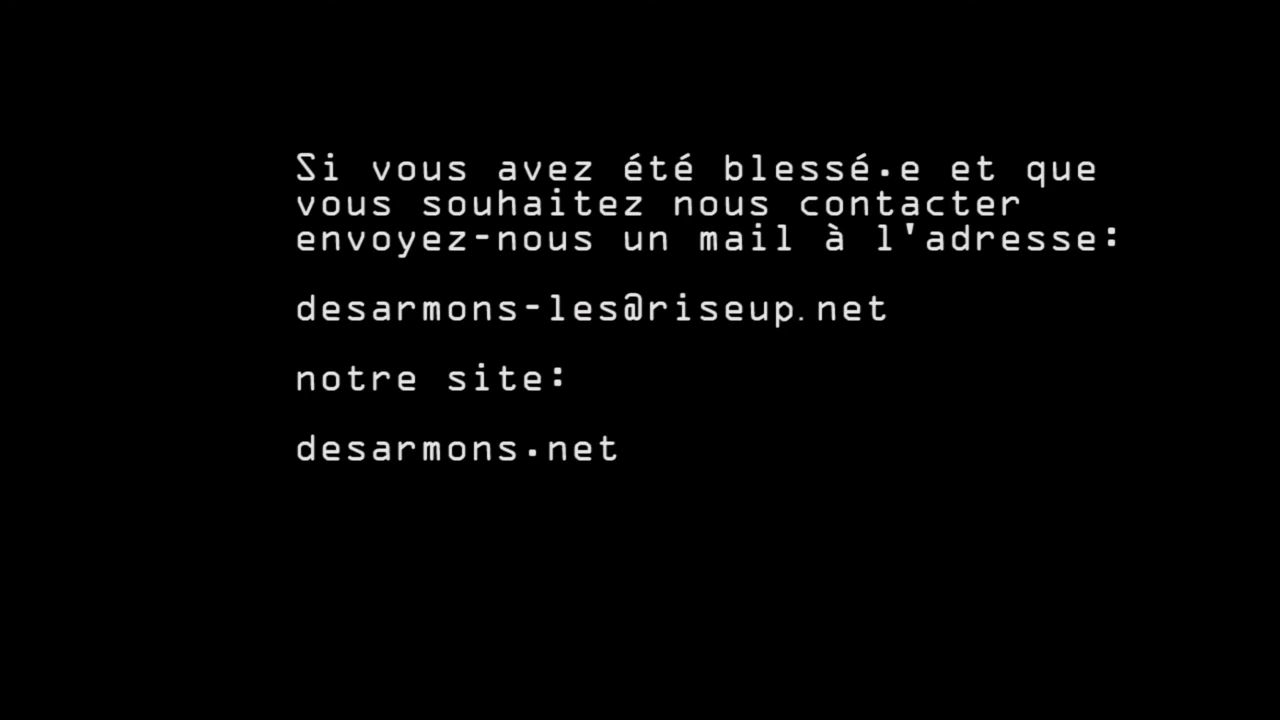 Si vous avez été blessé·e et que
vous souhaitez nous contacter
envoyez-nous un mail à l'adresse:
desarmons-les@riseup.net
notre site:
desarmons.net